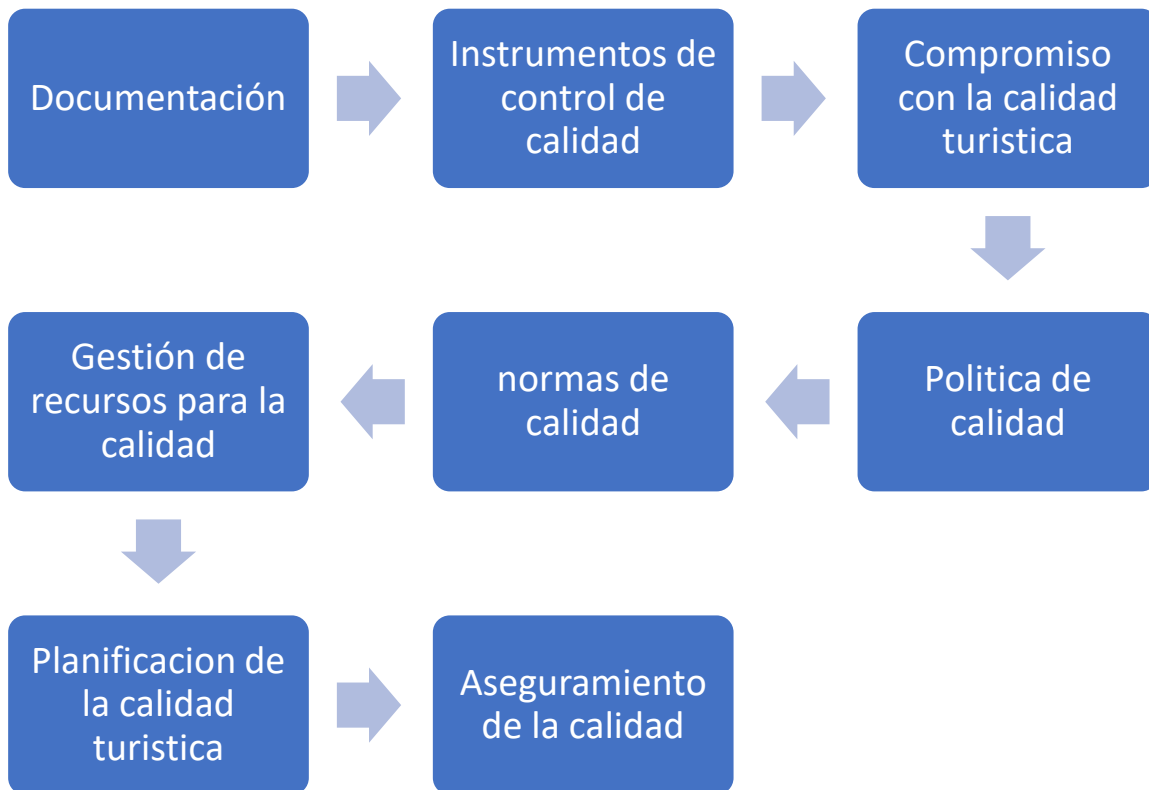 Documentación
Instrumentos de
control de
calidad
Compromiso
con la calidad
turistica
Politica de
calidad
normas de
calidad
Gestión de
recursos para la
calidad
Planificacion de
la calidad
turistica
Aseguramiento
de la calidad